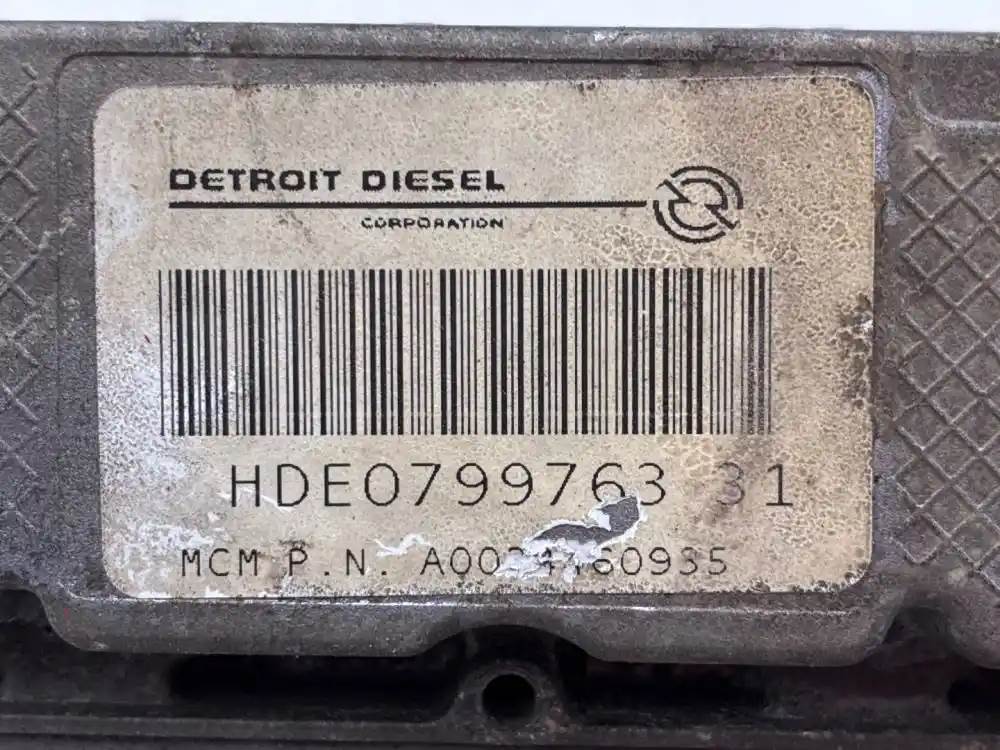 DETROIT DIESEL
CORPORATION
HDE0799763 31
MCM P.N.